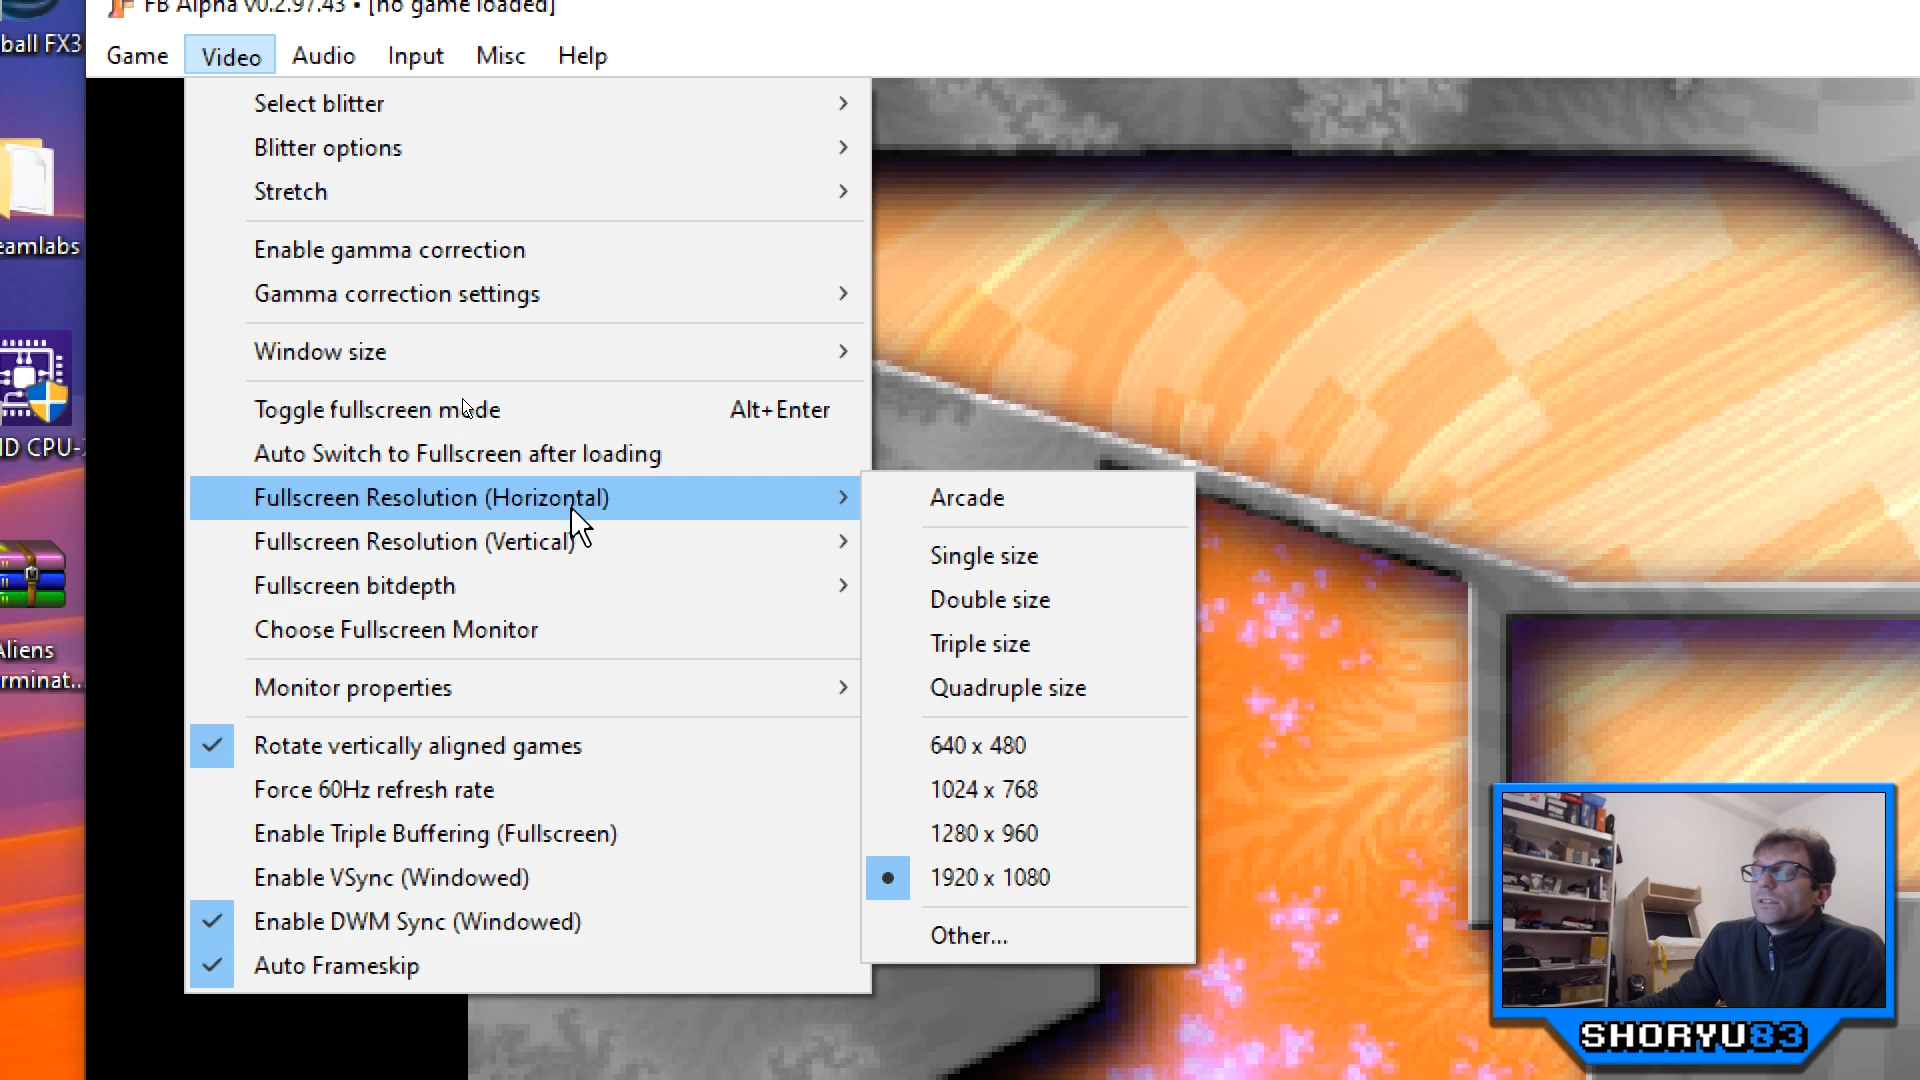 FB Alpha v0.2.97.43 • [no game loaded]
Game Video Audio Input Misc Help
Select blitter
Blitter options
Stretch
Enable gamma correction
Gamma correction settings
Window size
Toggle fullscreen mode Alt+Enter
Auto Switch to Fullscreen after loading
Fullscreen Resolution (Horizontal)
Fullscreen Resolution (Vertical)
Fullscreen bitdepth
Choose Fullscreen Monitor
Monitor properties
Rotate vertically aligned games
Force 60Hz refresh rate
Enable Triple Buffering (Fullscreen)
Enable VSync (Windowed)
Enable DWM Sync (Windowed)
Auto Frameskip
Arcade
Single size
Double size
Triple size
Quadruple size
640 x 480
1024 x 768
1280 x 960
1920 x 1080
Other...
ball FX3
eamlabs
ID CPU-
Aliens
rminat...
SHORYU83